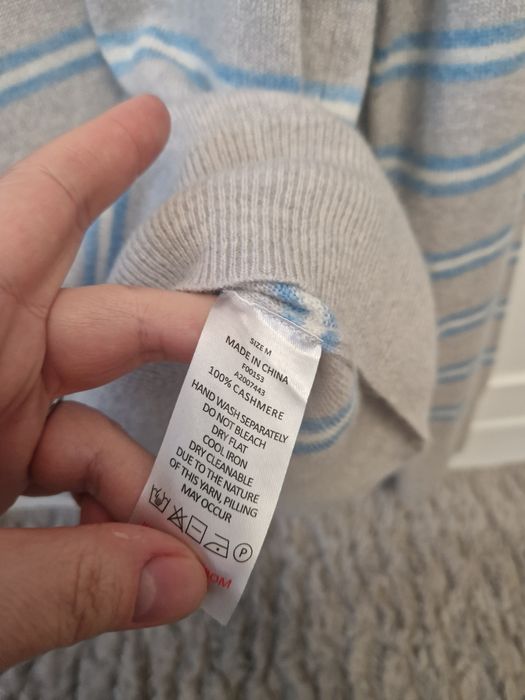 SIZE M
MADE IN CHINA
F00153
A2007443
100% CASHMERE
HAND WASH SEPARATELY
DO NOT BLEACH
DRY FLAT
COOL IRON
DRY CLEANABLE
DUE TO THE NATURE
OF THIS YARN, PILLING
MAY OCCUR
P